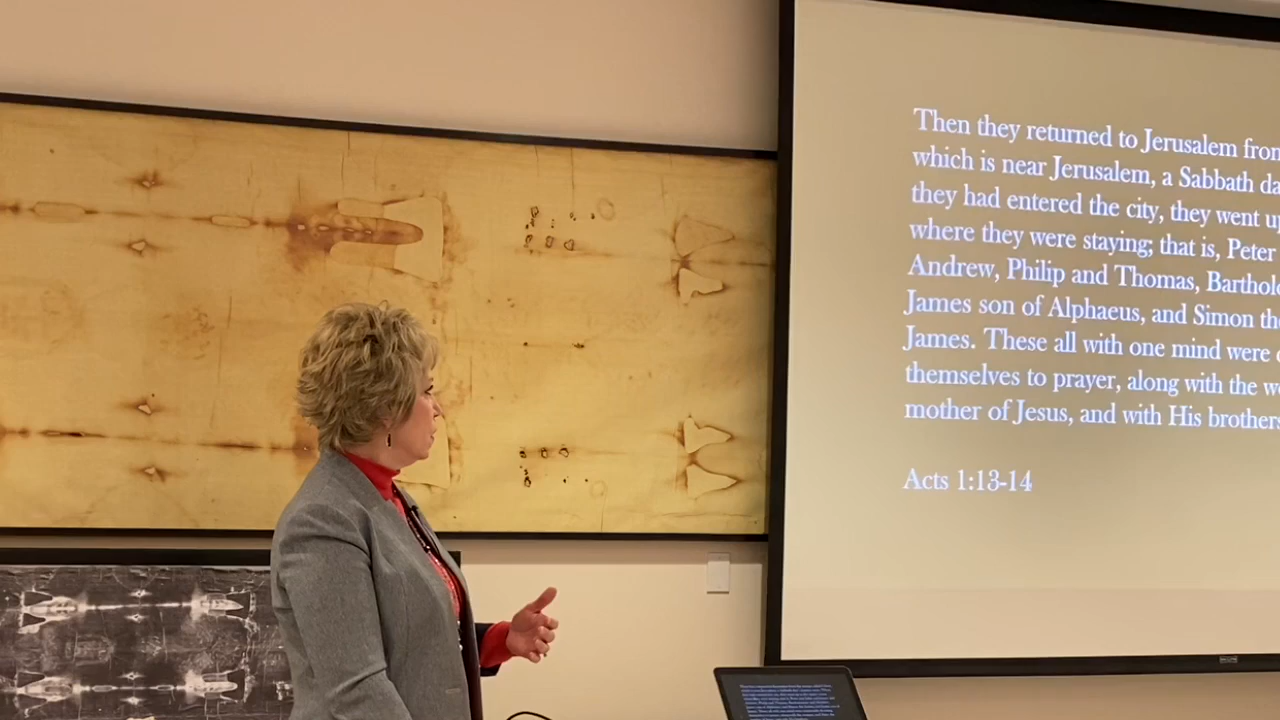 Then they returned to Jerusalem from
which is near Jerusalem, a Sabbath da
they had entered the city, they went up
where they were staying; that is, Peter
Andrew, Philip and Thomas, Barthol
James son of Alphaeus, and Simon the
James. These all with one mind were
themselves to prayer, along with the w
mother of Jesus, and with His brothers
Acts 1:13-14